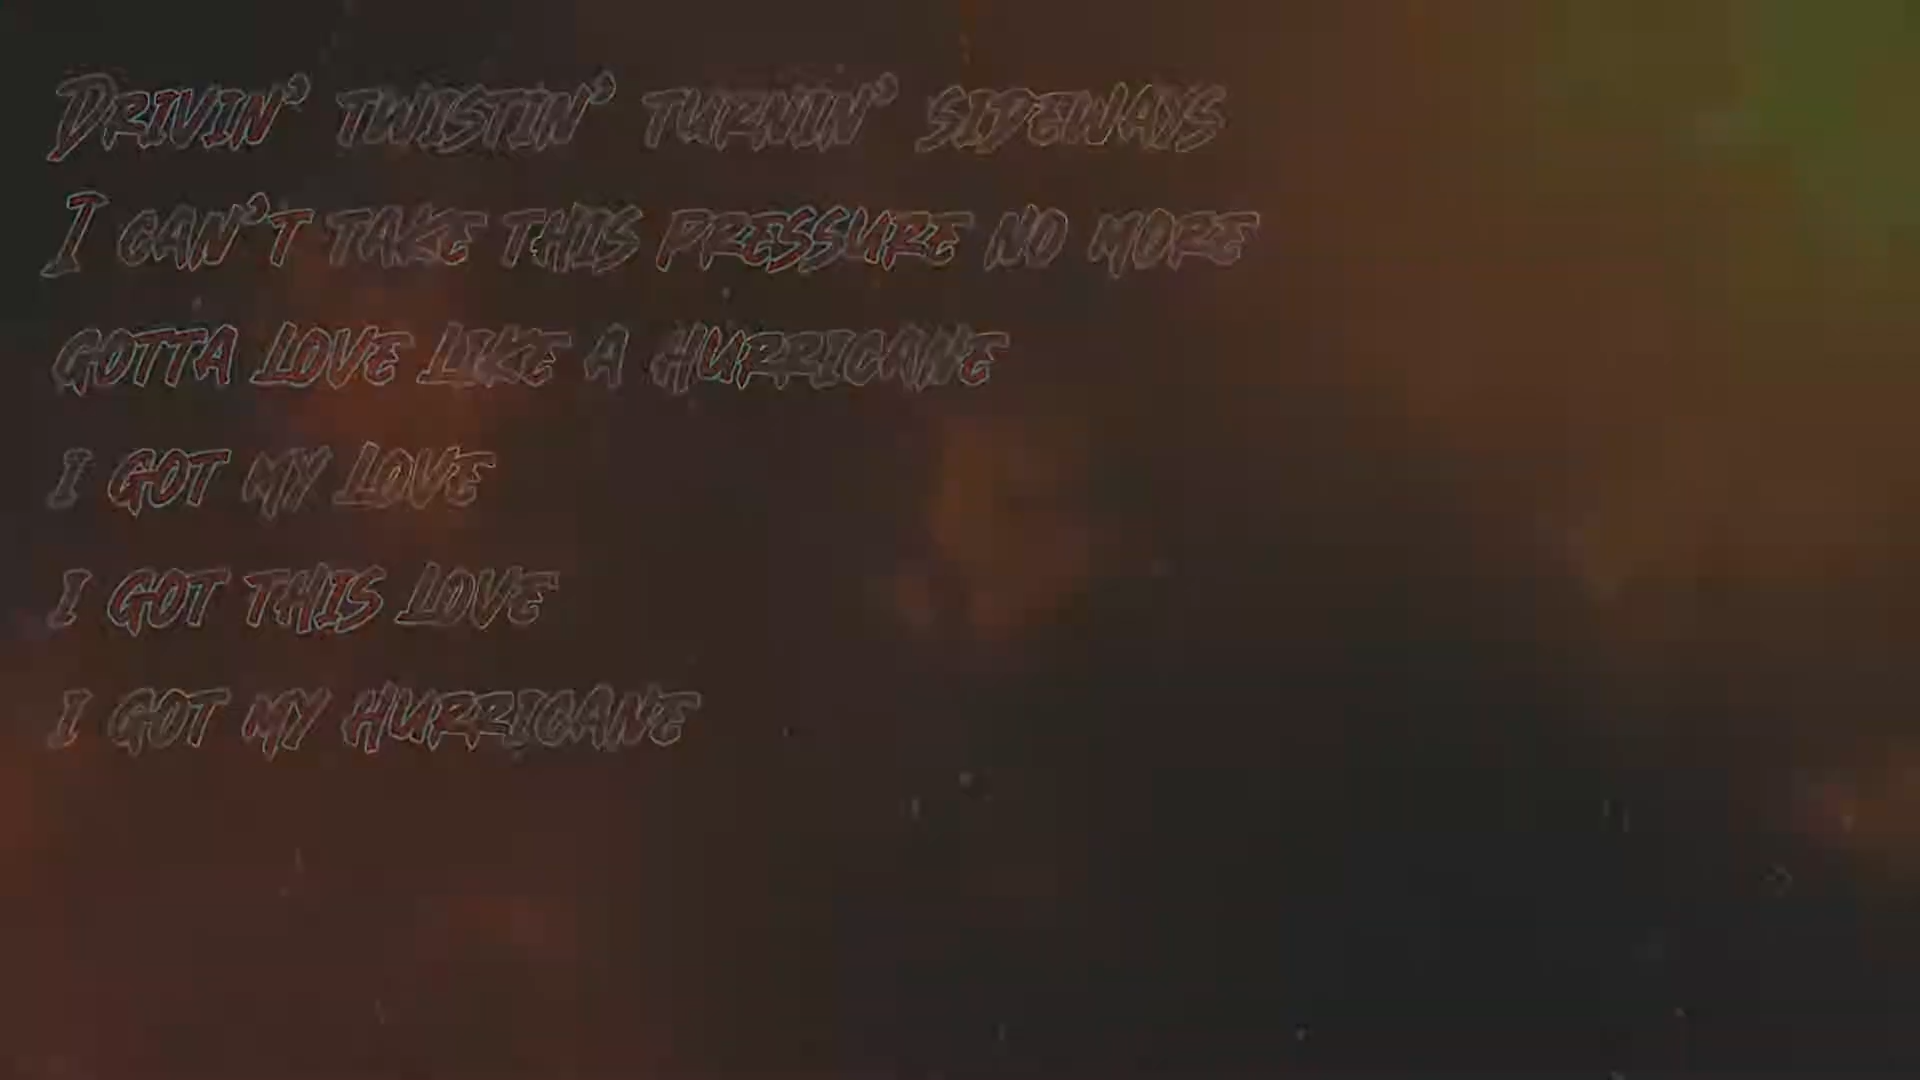 Drivin' twistin' turnin' sideways
I can't take this pressure no more
gotta love like a hurricane
I got my love
I got this love
I got my hurricane